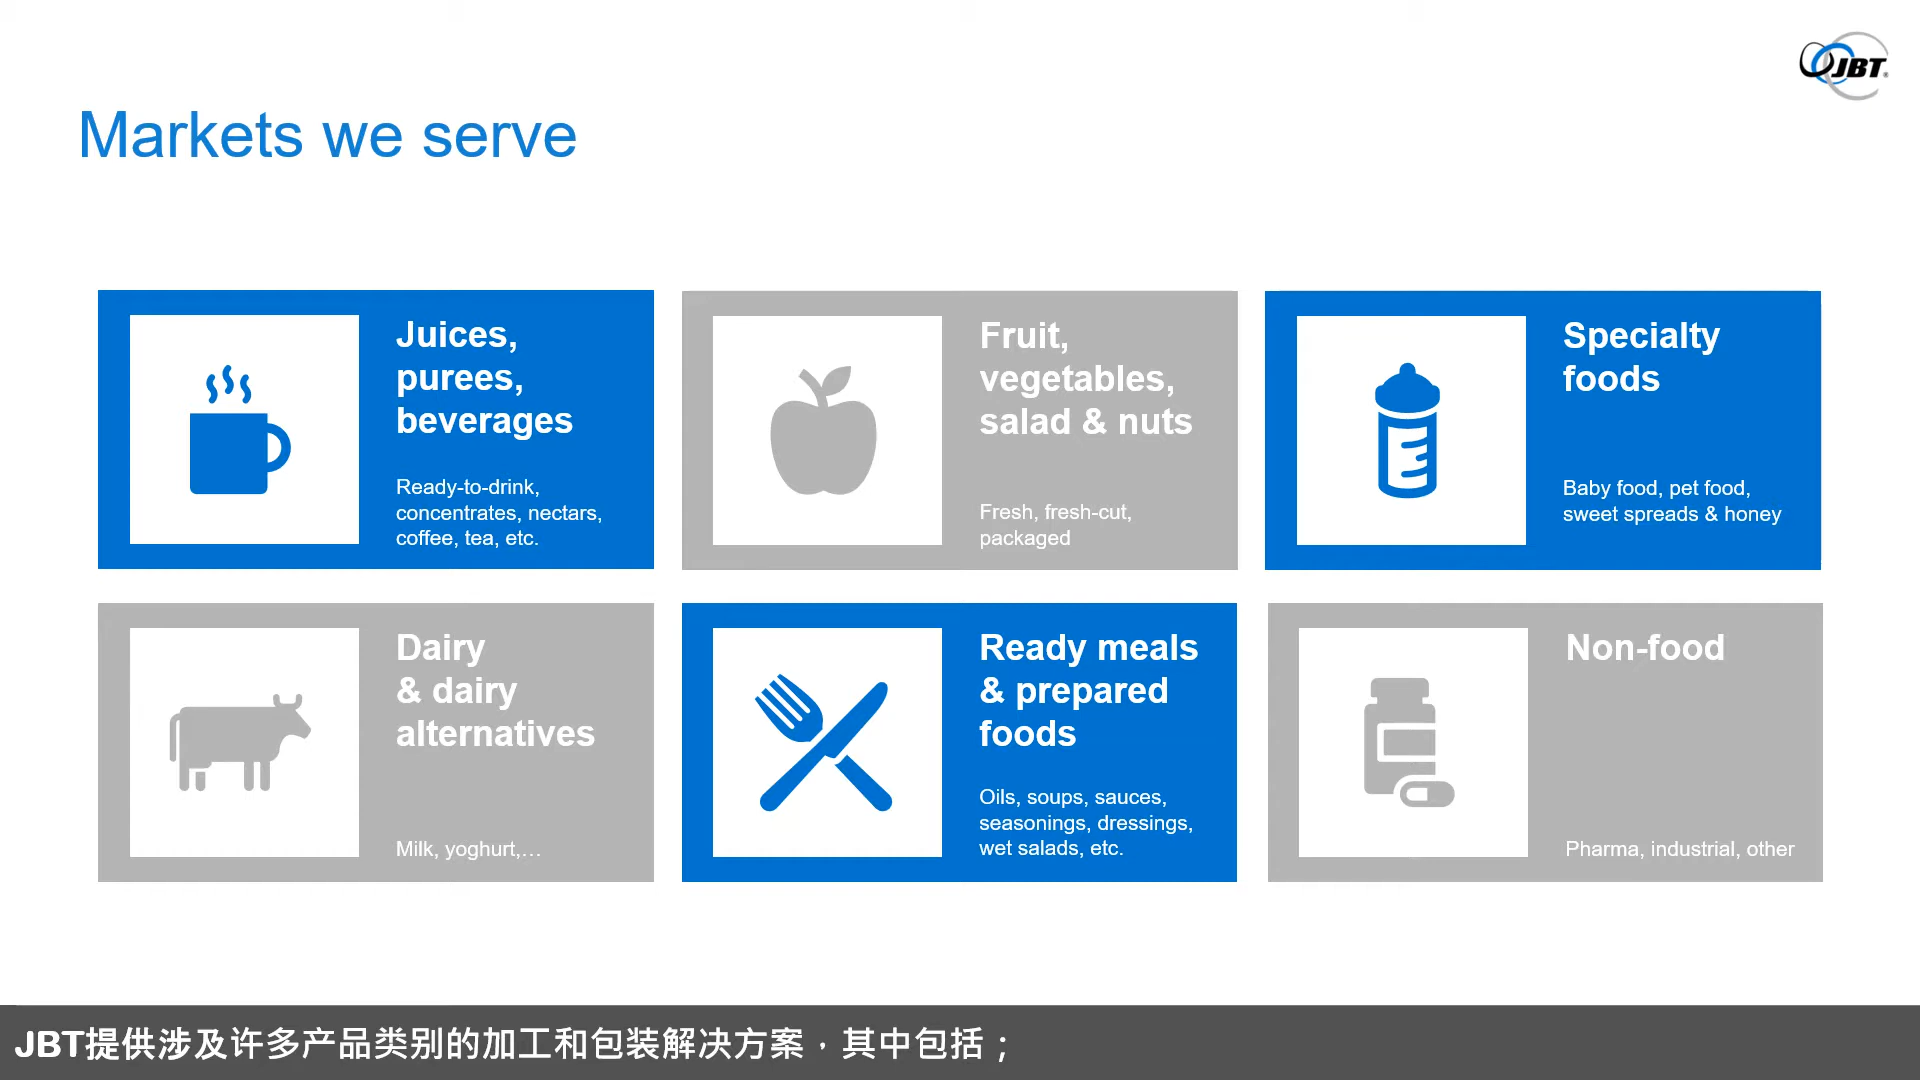 JBT
Markets we serve
Juices,
purees,
beverages
Ready-to-drink,
concentrates, nectars,
coffee, tea, etc.
Fruit,
vegetables,
salad & nuts
Fresh, fresh-cut,
packaged
Specialty
foods
Baby food, pet food,
sweet spreads & honey
Dairy
& dairy
alternatives
Milk, yoghurt,…
Ready meals
& prepared
foods
Oils, soups, sauces,
seasonings, dressings,
wet salads, etc.
Non-food
Pharma, industrial, other
JBT提供涉及许多产品类别的加工和包装解决方案，其中包括；